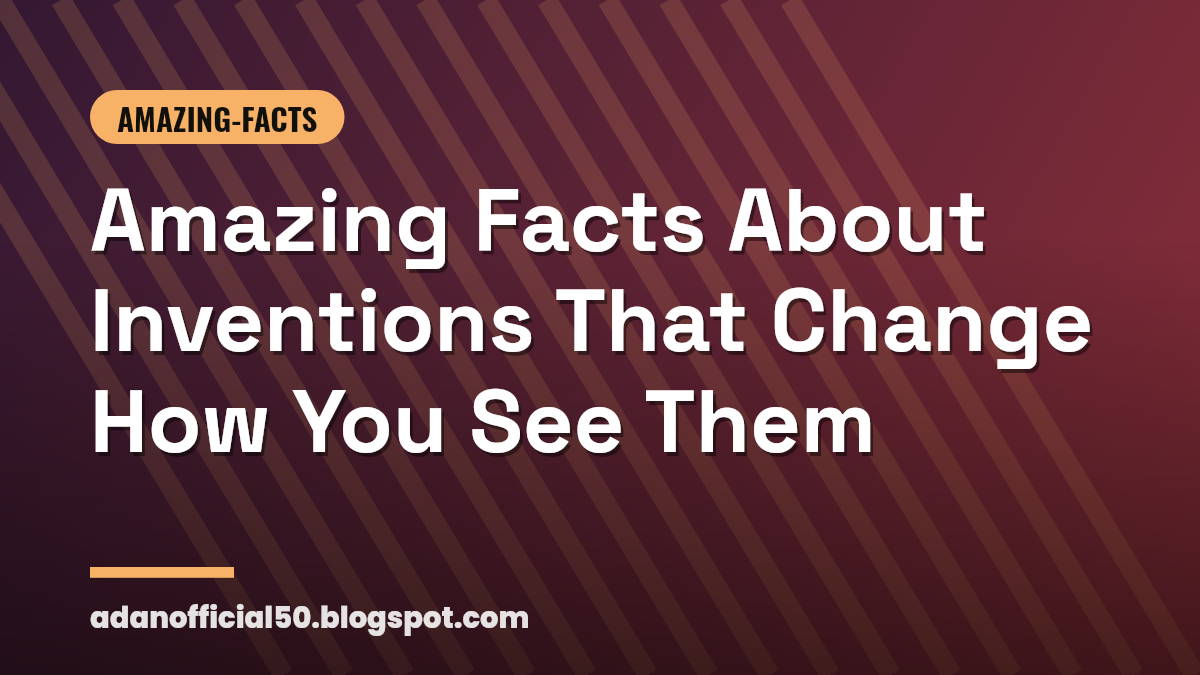 AMAZING-FACTS
Amazing Facts About
Inventions That Change
How You See Them
adanofficial50.blogspot.com